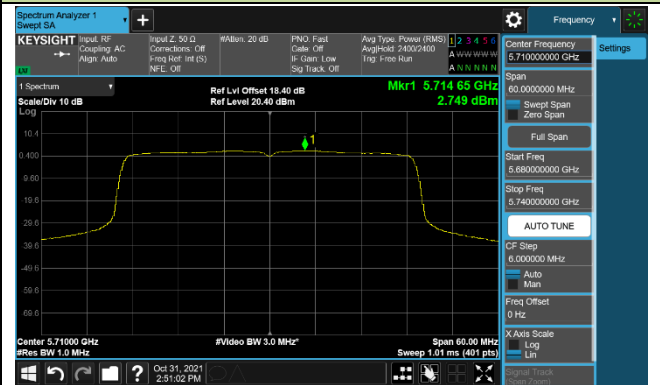 Spectrum Analyzer 1
Swept SA
Frequency
KEYSIGHT
Input: RF
Coupling: AC
Align: Auto
Input Z: 50 Ω
Corrections: Off
Freq Ref: Int (S)
NFE: Off
#Atten: 20 dB
PNO: Fast
Gate: Off
IF Gain: Low
Sig Track: Off
Avg Type: Power (RMS)
Avg|Hold: 2400/2400
Trig: Free Run
1 2 3 4 5 6
A W W W W W
A N N N N N
LXI
1 Spectrum
Scale/Div 10 dB
Log
Ref Lvl Offset 18.40 dB
Ref Level 20.40 dBm
Mkr1 5.714 65 GHz
2.749 dBm
1
10.4
0.400
-9.60
-19.6
-29.6
-39.6
-49.6
-59.6
-69.6
Center 5.71000 GHz
#Res BW 1.0 MHz
#Video BW 3.0 MHz*
Span 60.00 MHz
Sweep 1.01 ms (401 pts)
Oct 31, 2021
2:51:02 PM
Center Frequency
5.710000000 GHz
Span
60.0000000 MHz
Swept Span
Zero Span
Full Span
Start Freq
5.680000000 GHz
Stop Freq
5.740000000 GHz
AUTO TUNE
CF Step
6.000000 MHz
Auto
Man
Freq Offset
0 Hz
X Axis Scale
Log
Lin
Signal Track
(Span Zoom)
Settings